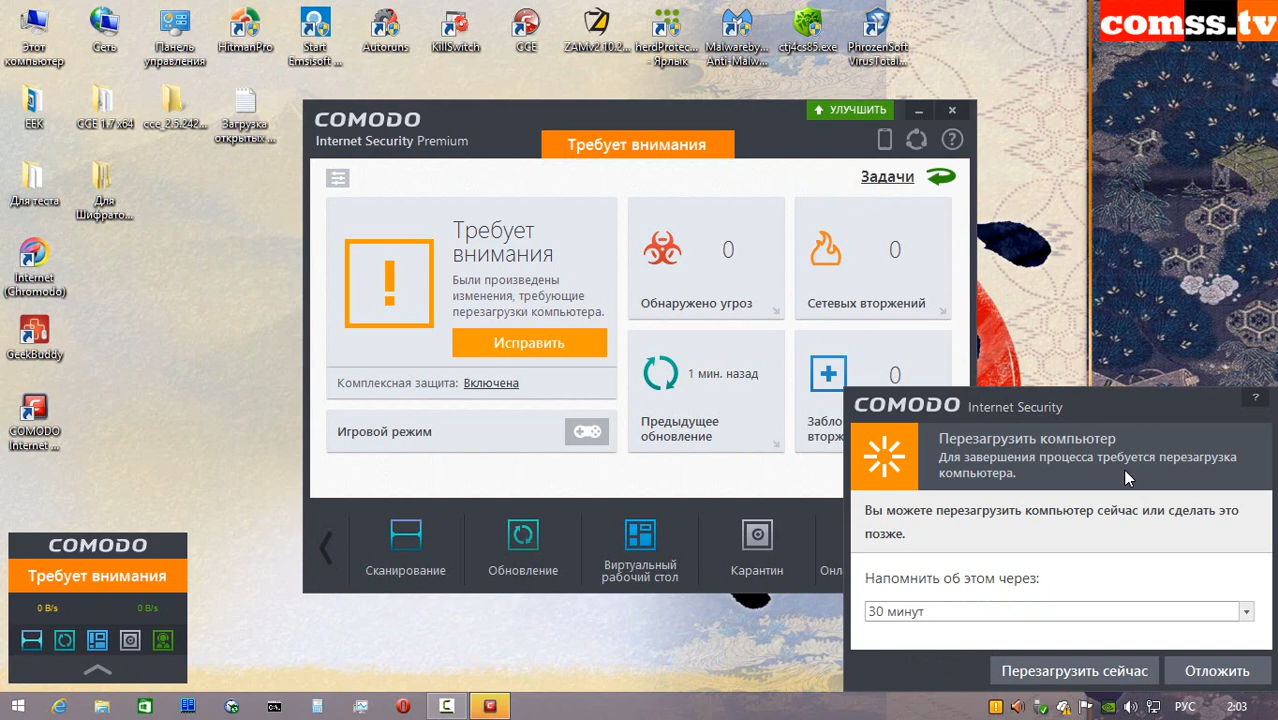 comss.tv
Этот
компьютер
Сеть
Панель
управления
HitmanPro
Start
Emsisoft ...
Autoruns
KillSwitch
CCE
ZAMv2.10.2...
herdProtec...
- Ярлык
Malwareby...
Anti-Malw...
ctj4cs85.exe
PhrozenSoft
VirusTotal...
EEK
CCE 1.7 x64
cce_2.5.242...
Загрузка
открытых ...
Для теста
Для
Шифрато...
Internet
(Chromodo)
GeekBuddy
COMODO
Internet ...
COMODO
Internet Security Premium
УЛУЧШИТЬ
Требует внимания
Задачи
Требует
внимания
Были произведены
изменения, требующие
перезагрузки компьютера.
Исправить
Комплексная защита: Включена
Игровой режим
0
Обнаружено угроз
0
Сетевых вторжений
1 мин. назад
Предыдущее
обновление
0
Забло
вторж
Сканирование
Обновление
Виртуальный
рабочий стол
Карантин
Онл
COMODO Internet Security
?
Перезагрузить компьютер
Для завершения процесса требуется перезагрузка
компьютера.
Вы можете перезагрузить компьютер сейчас или сделать это
позже.
Напомнить об этом через:
30 минут
Перезагрузить сейчас
Отложить
COMODO
Требует внимания
0 B/s
0 B/s
РУС
2:03